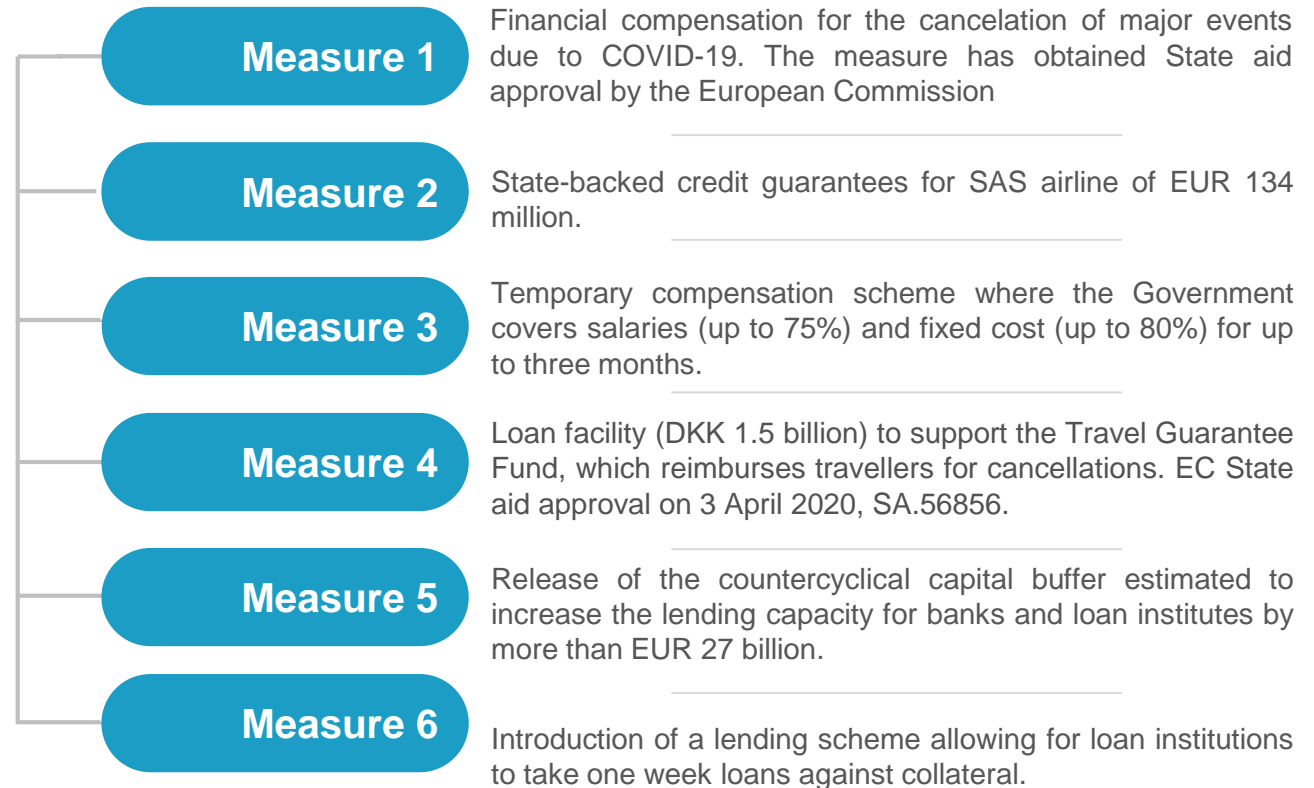 Measure 1
Financial compensation for the cancelation of major events
due to COVID-19. The measure has obtained State aid
approval by the European Commission
Measure 2
State-backed credit guarantees for SAS airline of EUR 134
million.
Measure 3
Temporary compensation scheme where the Government
covers salaries (up to 75%) and fixed cost (up to 80%) for up
to three months.
Measure 4
Loan facility (DKK 1.5 billion) to support the Travel Guarantee
Fund, which reimburses travellers for cancellations. EC State
aid approval on 3 April 2020, SA.56856.
Measure 5
Release of the countercyclical capital buffer estimated to
increase the lending capacity for banks and loan institutes by
more than EUR 27 billion.
Measure 6
Introduction of a lending scheme allowing for loan institutions
to take one week loans against collateral.